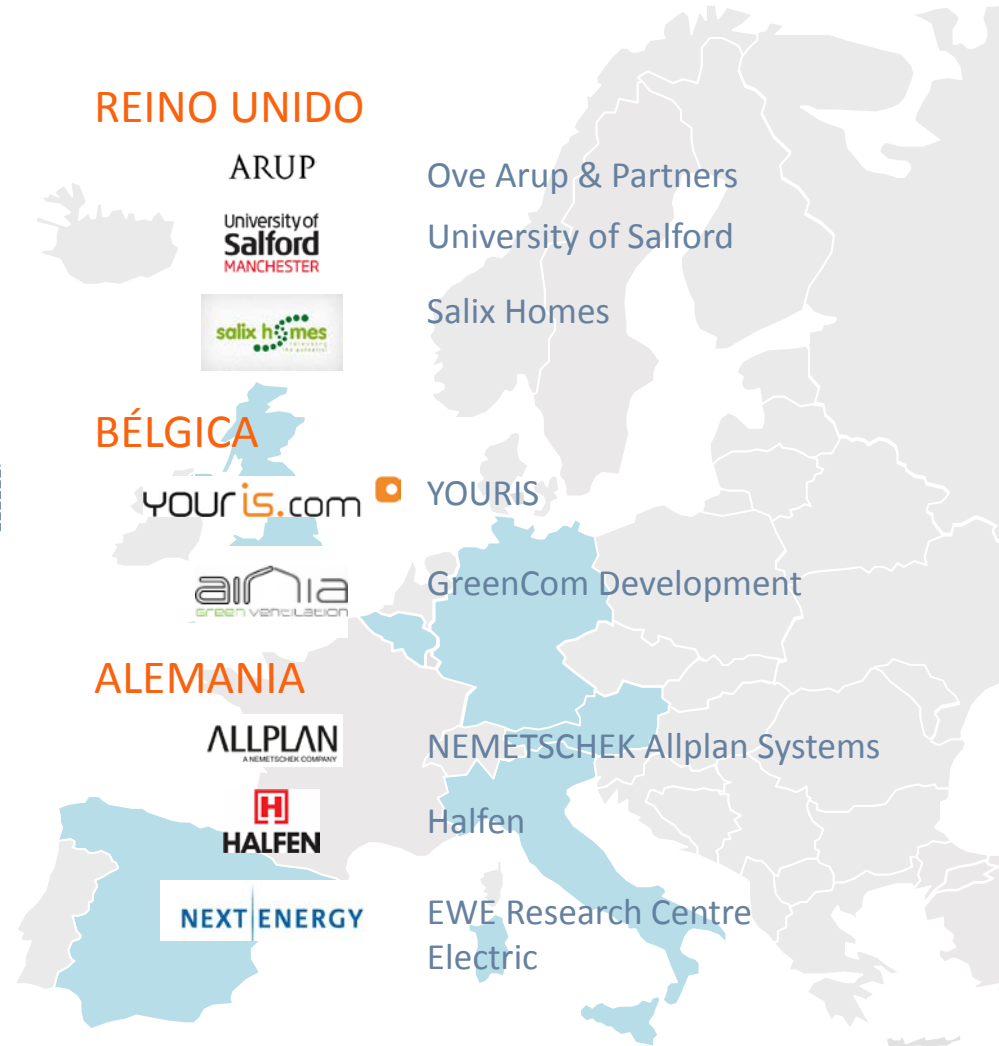 REINO UNIDO
ARUP
Ove Arup & Partners
University of
Salford
MANCHESTER
University of Salford
salix homes
Salix Homes
BÉLGICA
YOUris.com
YOURIS
airria
green ventilation
GreenCom Development
ALEMANIA
ALLPLAN
A NEMETSCHEK COMPANY
NEMETSCHEK Allplan Systems
HALFEN
Halfen
NEXT ENERGY
EWE Research Centre
Electric